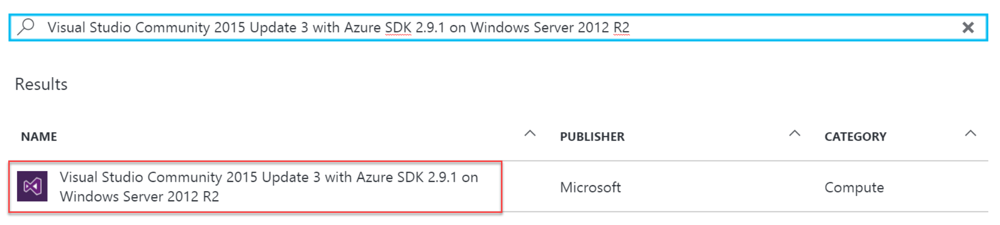 Visual Studio Community 2015 Update 3 with Azure SDK 2.9.1 on Windows Server 2012 R2
Results
NAME PUBLISHER CATEGORY
Visual Studio Community 2015 Update 3 with Azure SDK 2.9.1 on
Windows Server 2012 R2
Microsoft
Compute